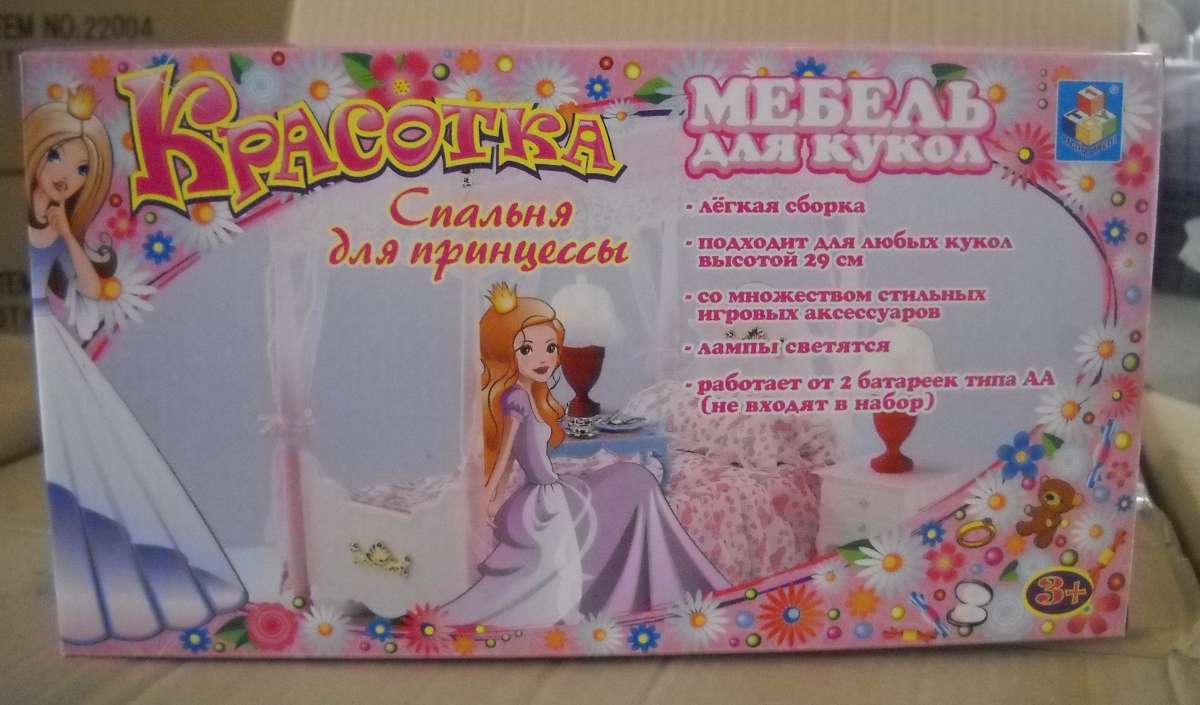 ITEM NO:22004
КРАСОТКА
Спальня
для принцессы
МЕБЕЛЬ
для кукол
- лёгкая сборка
- подходит для любых кукол
высотой 29 см
- со множеством стильных
игровых аксессуаров
- лампы светятся
- работает от 2 батареек типа АА
(не входят в набор)
3+